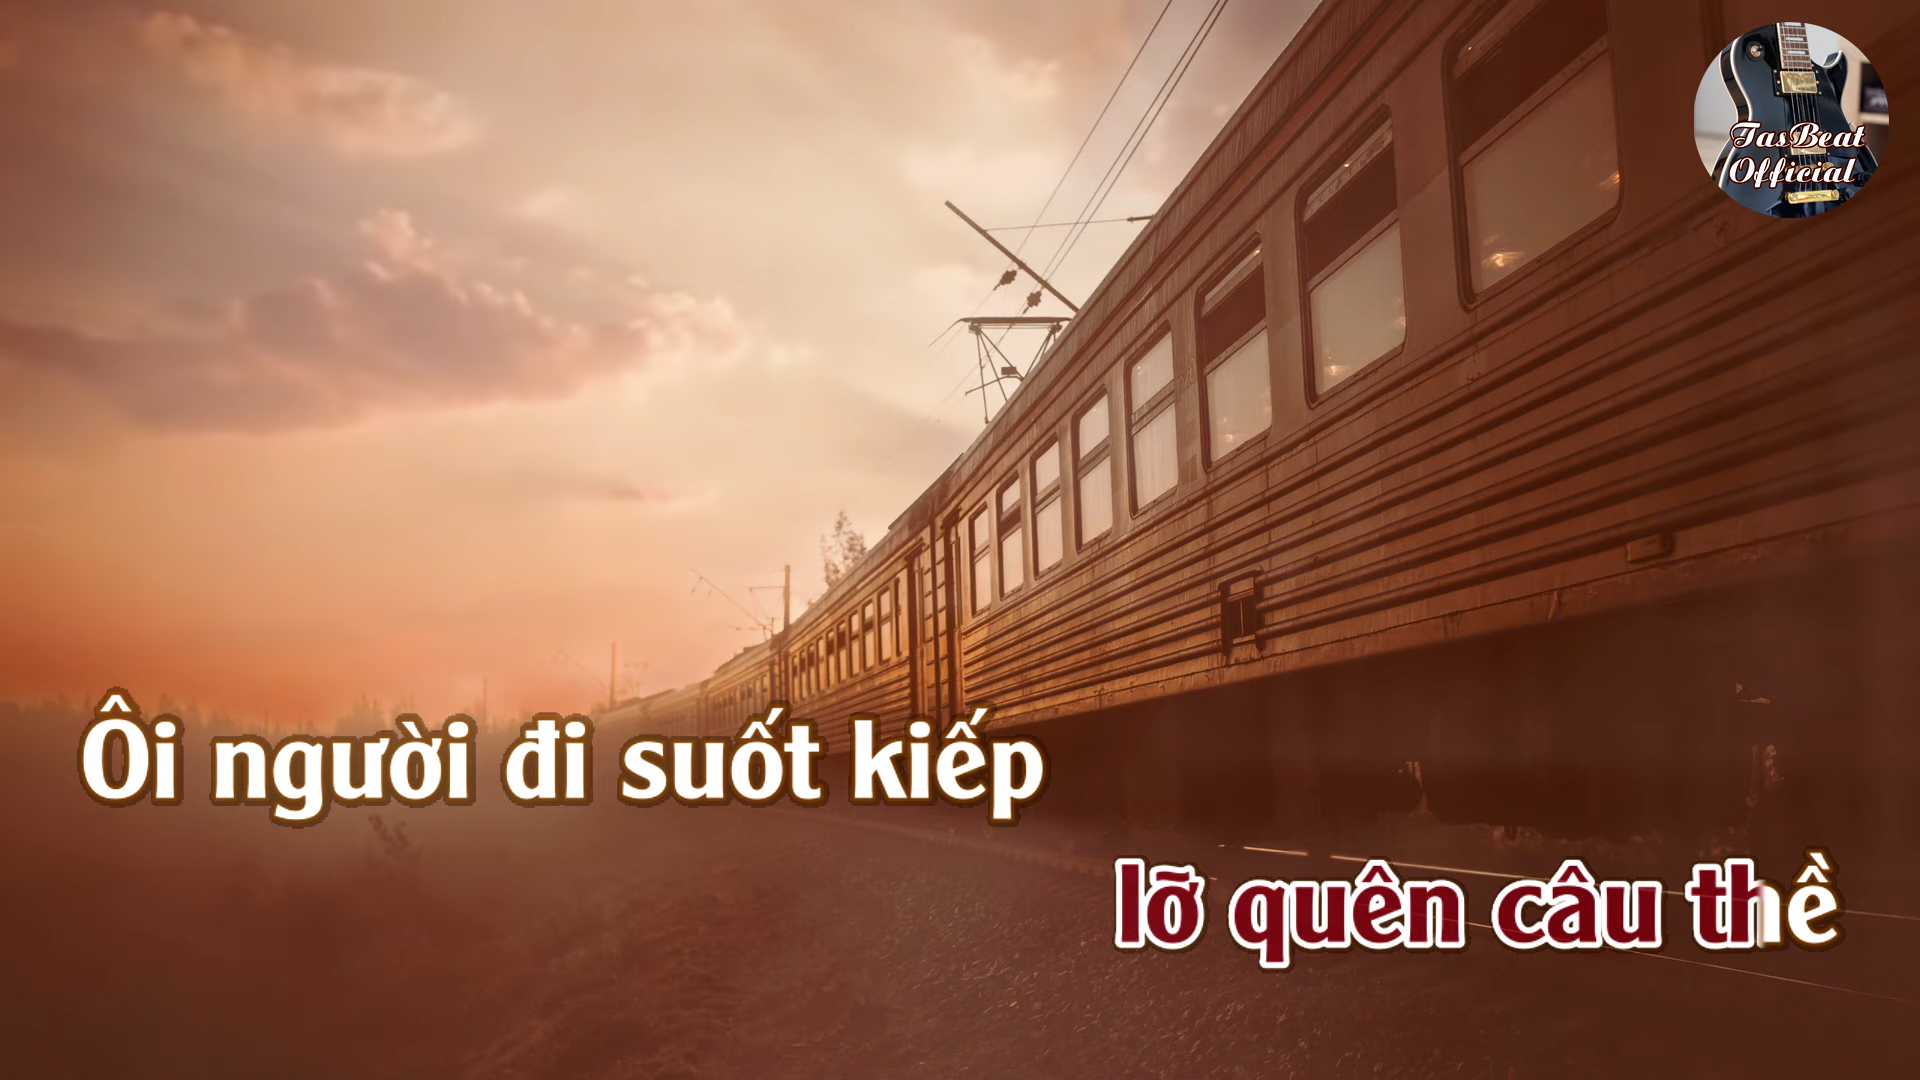 TasBeat
Official
Ôi người đi suốt kiếp
lỡ quên câu thề